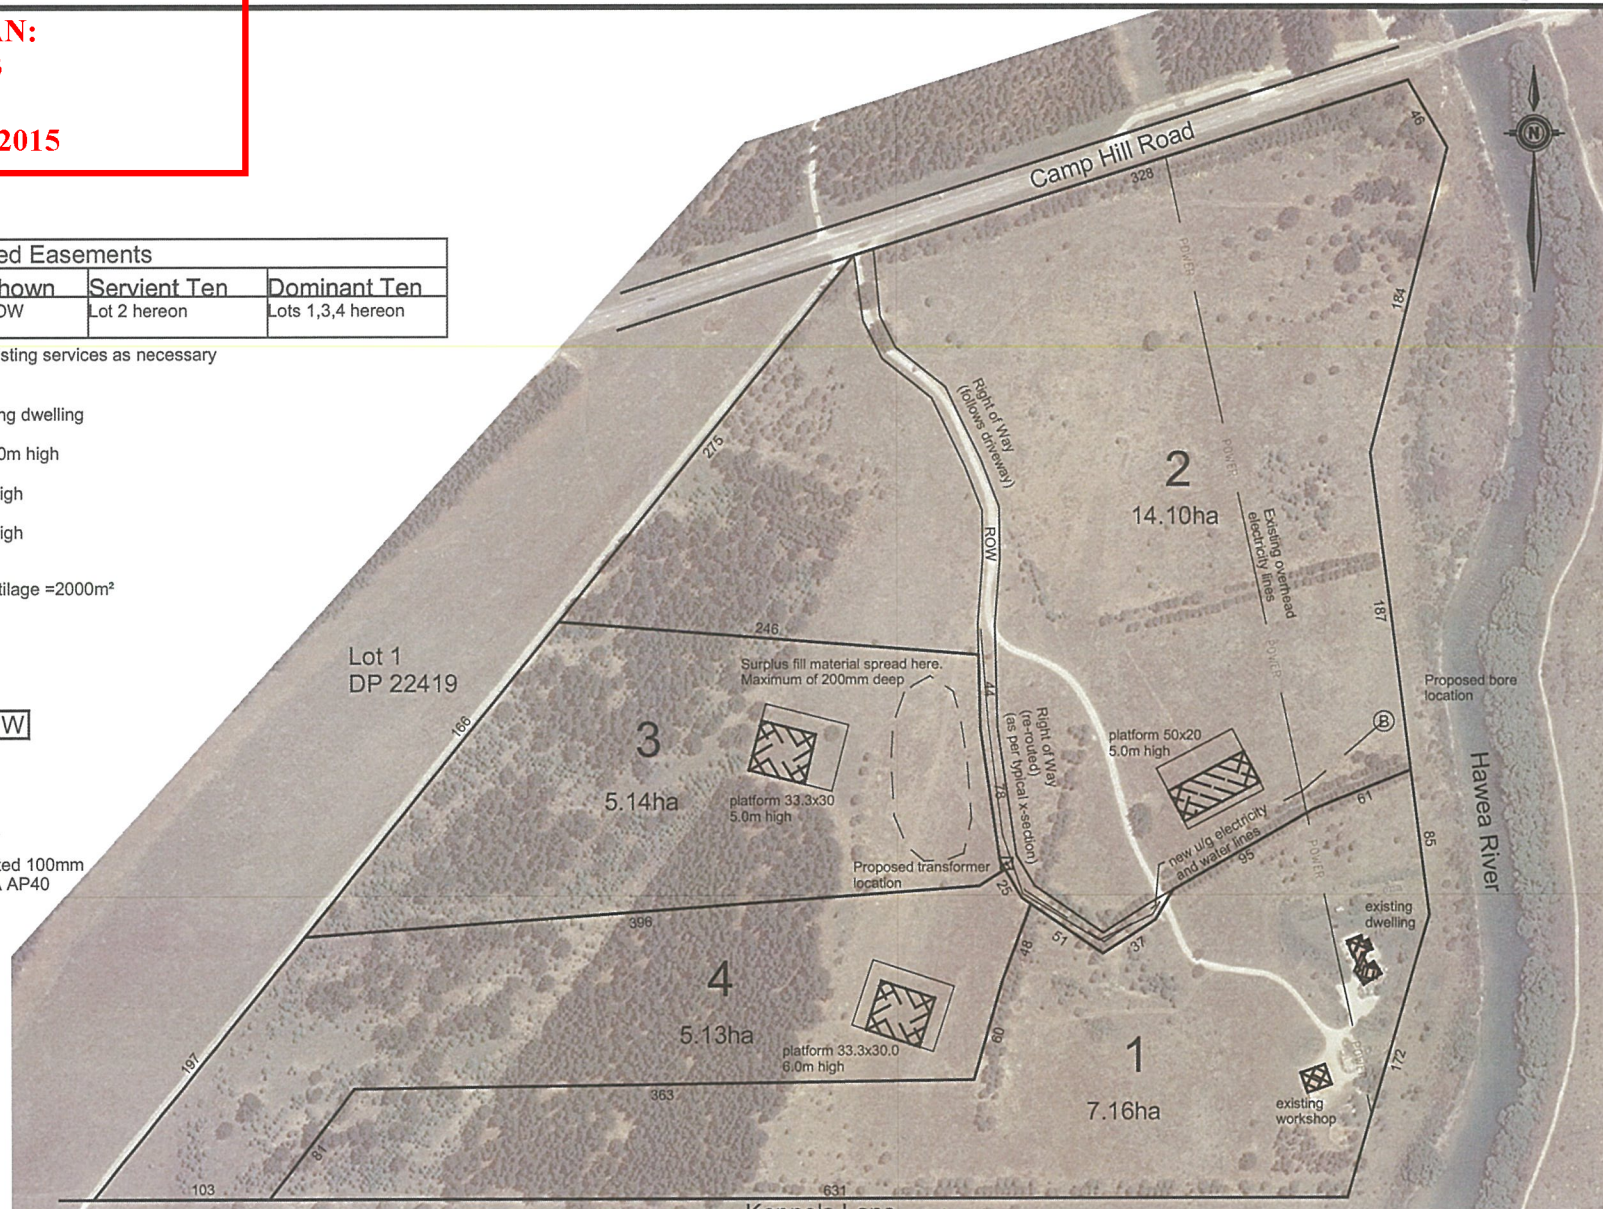 AN:
2015
ed Easements
hown Servient Ten Dominant Ten
OW Lot 2 hereon Lots 1,3,4 hereon
sting services as necessary
ng dwelling
0m high
igh
igh
tilage =2000m²
W
ted 100mm
AP40
N
Camp Hill Road
46
328
184
275
Right of Way
(follows driveway)
POWER
POWER
2
14.10ha
ROW
Existing overhead
electricity lines
187
POWER
Lot 1
DP 22419
246
Surplus fill material spread here.
Maximum of 200mm deep
44
166
3
5.14ha
platform 33.3x30
5.0m high
Right of Way
(re-routed)
(as per typical x-section)
78
platform 50x20
5.0m high
B
Proposed bore
location
Hawea River
61
85
new u/g electricity
and water lines
95
POWER
Proposed transformer
location
25
396
51
37
48
existing
dwelling
4
5.13ha
platform 33.3x30.0
6.0m high
60
1
7.16ha
172
existing
workshop
197
363
81
103
631
Kennels Lane